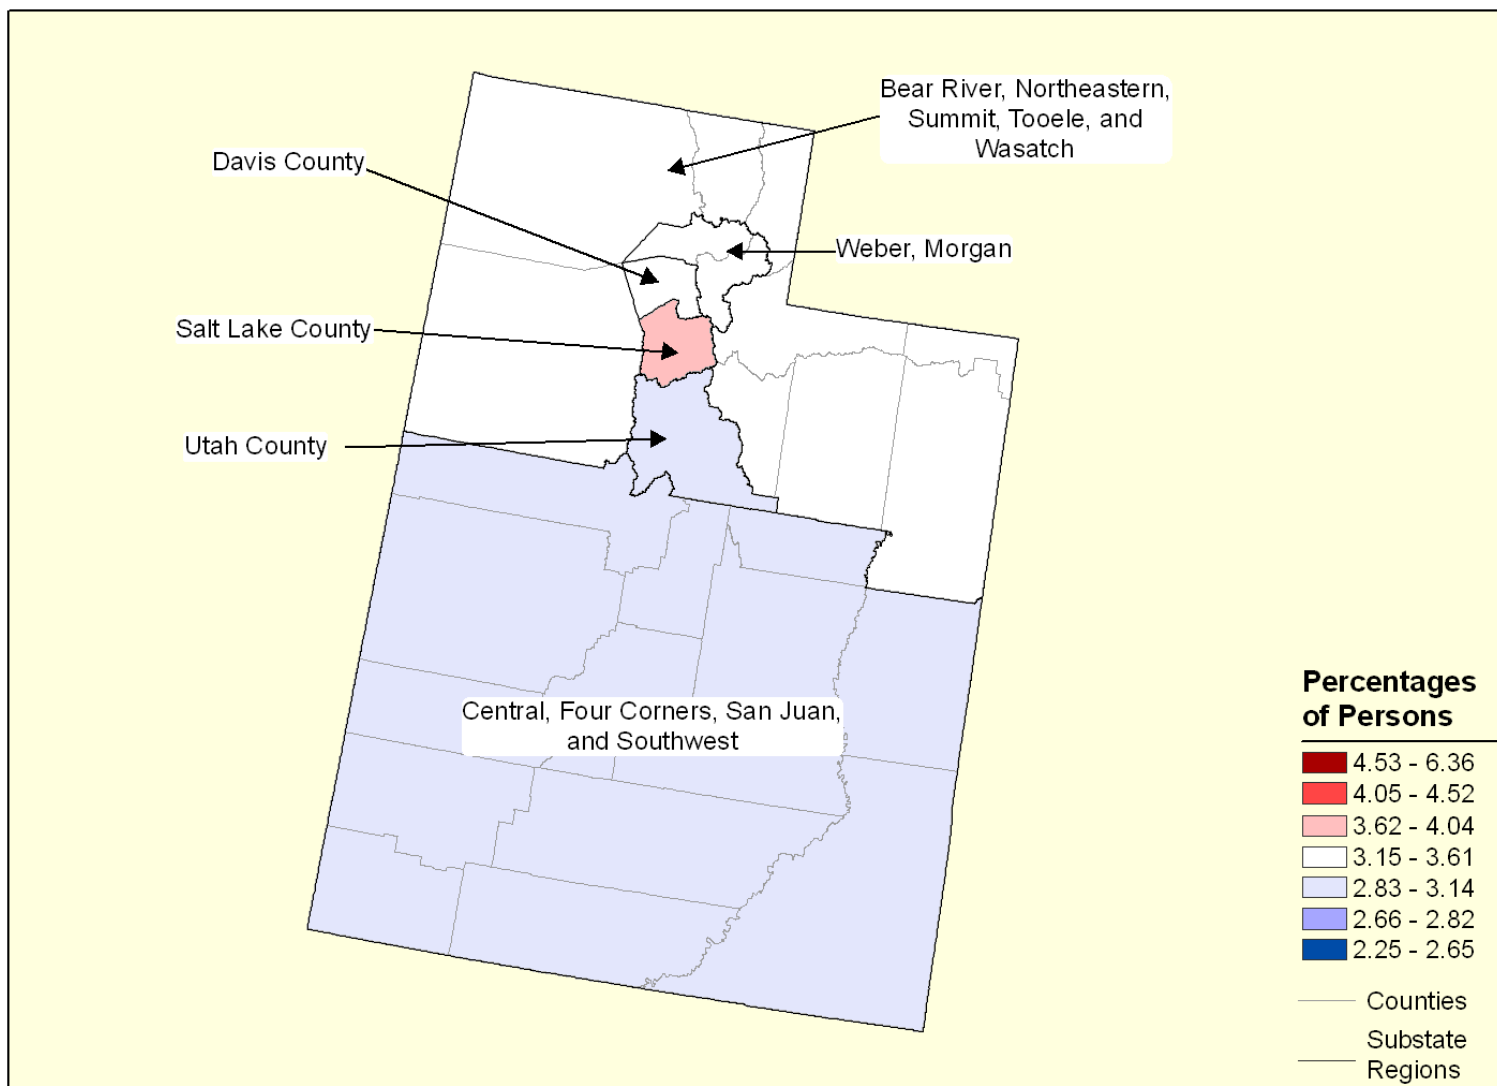 Bear River, Northeastern,
Summit, Tooele, and
Wasatch
Davis County
Weber, Morgan
Salt Lake County
Utah County
Central, Four Corners, San Juan,
and Southwest
Percentages
of Persons
4.53 - 6.36
4.05 - 4.52
3.62 - 4.04
3.15 - 3.61
2.83 - 3.14
2.66 - 2.82
2.25 - 2.65
Counties
Substate
Regions